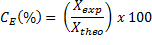 C_E(%) = (X_exp / X_theo) x 100